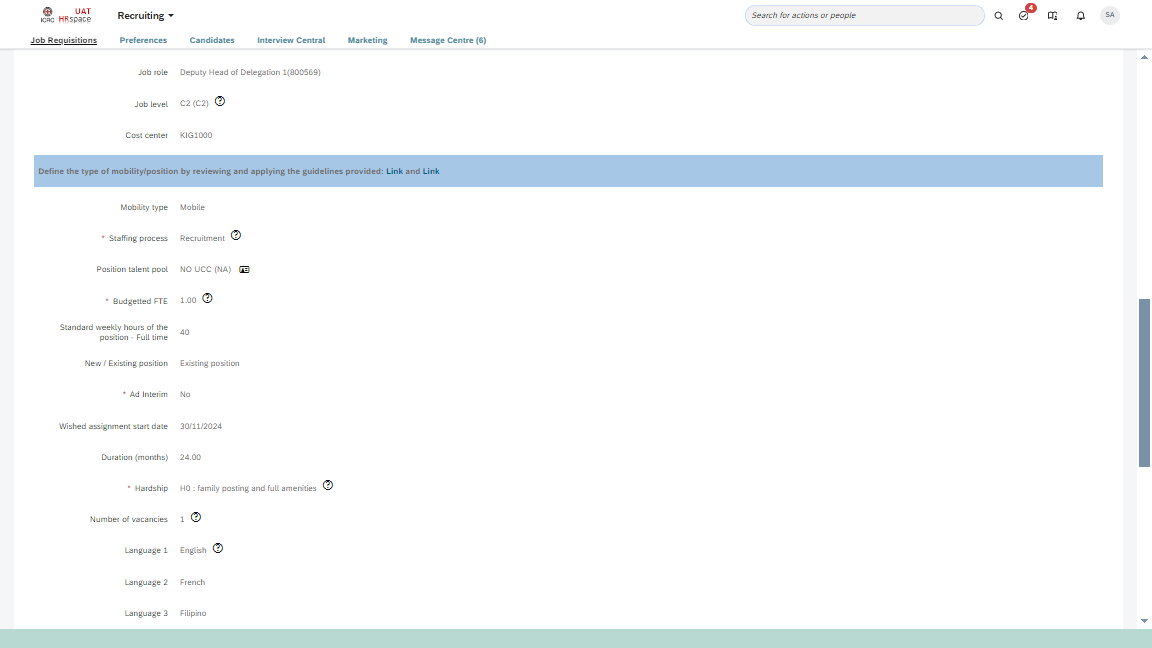 ICRC
UAT
HRspace
Recruiting
Search for actions or people
4
SA
Job Requisitions
Preferences
Candidates
Interview Central
Marketing
Message Centre (6)
Job role Deputy Head of Delegation 1(800569)
Job level C2 (C2)
Cost center KIG1000
Define the type of mobility/position by reviewing and applying the guidelines provided: Link and Link
Mobility type Mobile
* Staffing process Recruitment
Position talent pool NO UCC (NA)
* Budgetted FTE 1.00
Standard weekly hours of the
position - Full time 40
New / Existing position Existing position
* Ad Interim No
Wished assignment start date 30/11/2024
Duration (months) 24.00
* Hardship H0 : family posting and full amenities
Number of vacancies 1
Language 1 English
Language 2 French
Language 3 Filipino